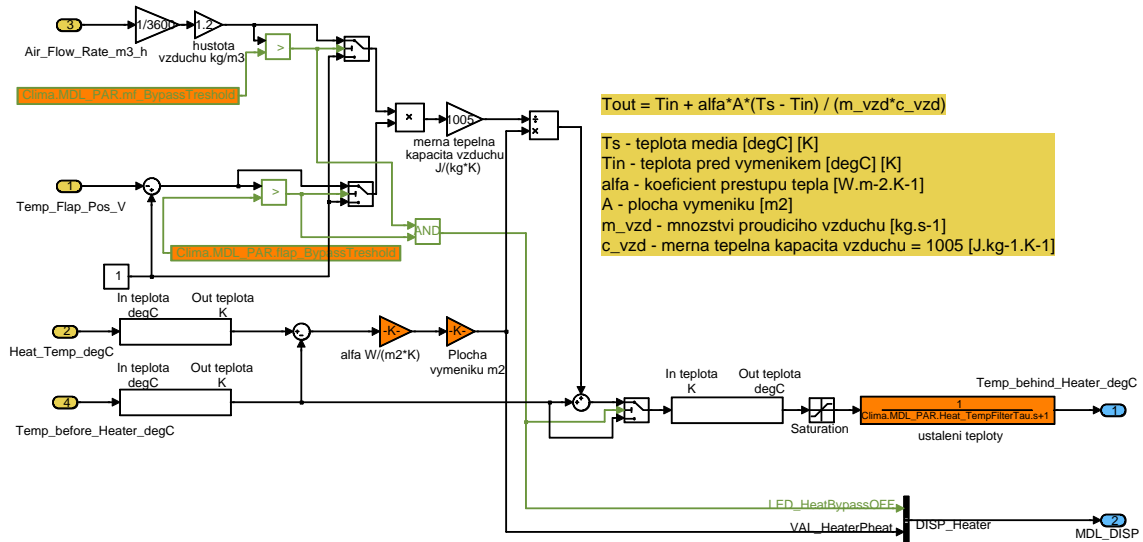 3
Air_Flow_Rate_m3_h
1/3600
1.2
hustota
vzduchu kg/m3
>
Clima.MDL_PAR.mf_BypassTreshold
×
1005
merna tepelna
kapacita vzduchu
J/(kg*K)
÷
×
Tout = Tin + alfa*A*(Ts - Tin) / (m_vzd*c_vzd)
Ts - teplota media [degC] [K]
Tin - teplota pred vymenikem [degC] [K]
alfa - koeficient prestupu tepla [W.m-2.K-1]
A - plocha vymeniku [m2]
m_vzd - mnozstvi proudiciho vzduchu [kg.s-1]
c_vzd - merna tepelna kapacita vzduchu = 1005 [J.kg-1.K-1]
1
Temp_Flap_Pos_V
>
AND
Clima.MDL_PAR.flap_BypassTreshold
1
In teplota
degC
Out teplota
K
2
Heat_Temp_degC
-K-
alfa W/(m2*K)
-K-
Plocha
vymeniku m2
In teplota
degC
Out teplota
K
4
Temp_before_Heater_degC
In teplota
K
Out teplota
degC
Saturation
1
Clima.MDL_PAR.Heat_TempFilterTau.s+1
ustaleni teploty
Temp_behind_Heater_degC
1
LED_HeatBypassOFF
VAL_HeaterPheat
DISP_Heater
2
MDL_DISP